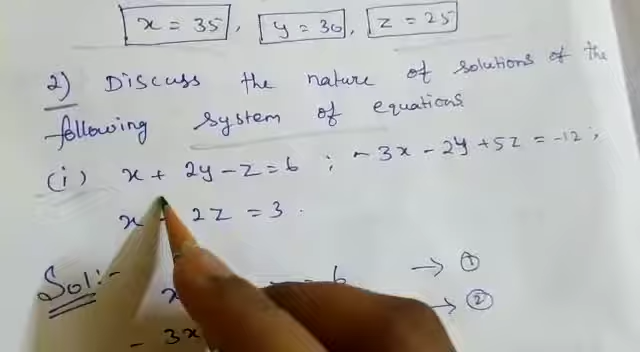 x = 35, y = 30, z = 25
2) Discuss the nature of solutions of the
following system of equations
(i) x + 2y - z = 6 ; - 3x - 2y + 5z = -12 ,
x - 2z = 3 .
Sol:- x = 6 → ①
- 3x → ②